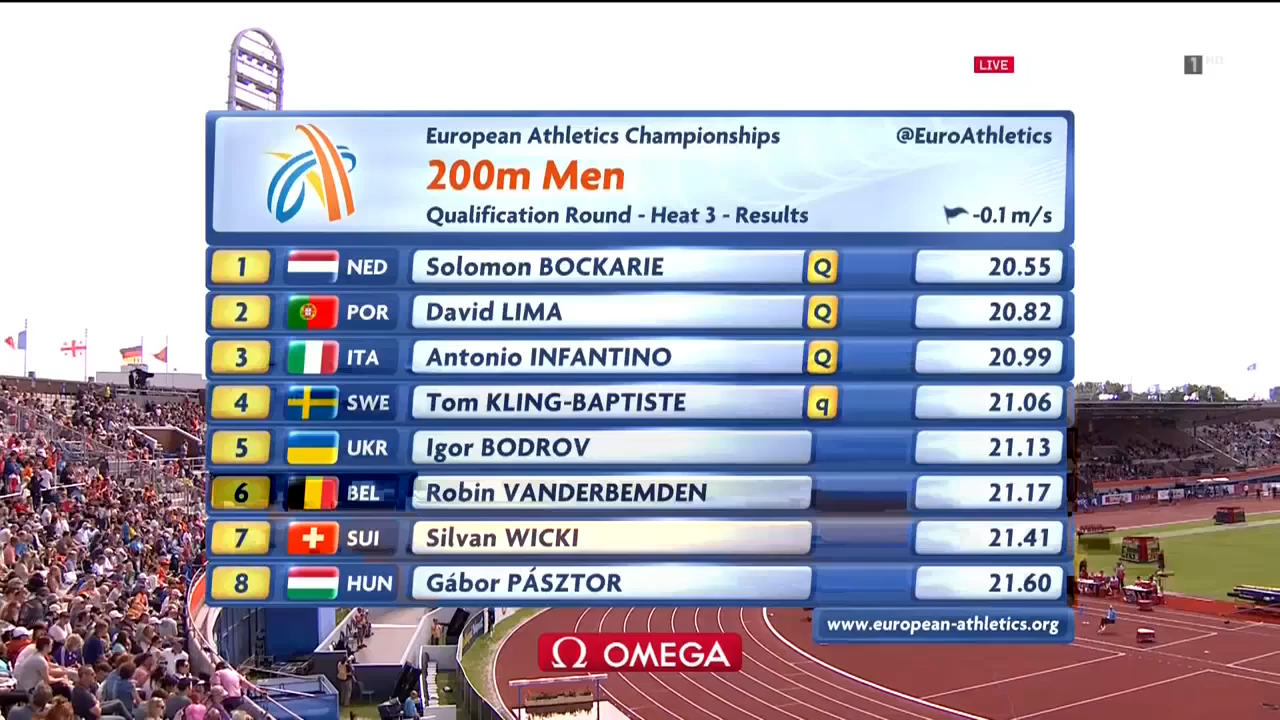 LIVE
1 HD
European Athletics Championships @EuroAthletics
200m Men
Qualification Round - Heat 3 - Results -0.1 m/s
1 NED Solomon BOCKARIE Q 20.55
2 POR David LIMA Q 20.82
3 ITA Antonio INFANTINO Q 20.99
4 SWE Tom KLING-BAPTISTE q 21.06
5 UKR Igor BODROV 21.13
6 BEL Robin VANDERBEMDEN 21.17
7 SUI Silvan WICKI 21.41
8 HUN Gábor PÁSZTOR 21.60
www.european-athletics.org
Ω OMEGA